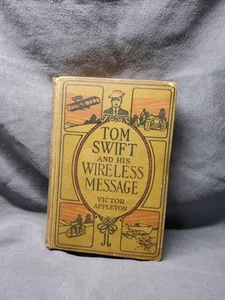 TOM
SWIFT
AND HIS
WIRELESS
MESSAGE
VICTOR
APPLETON